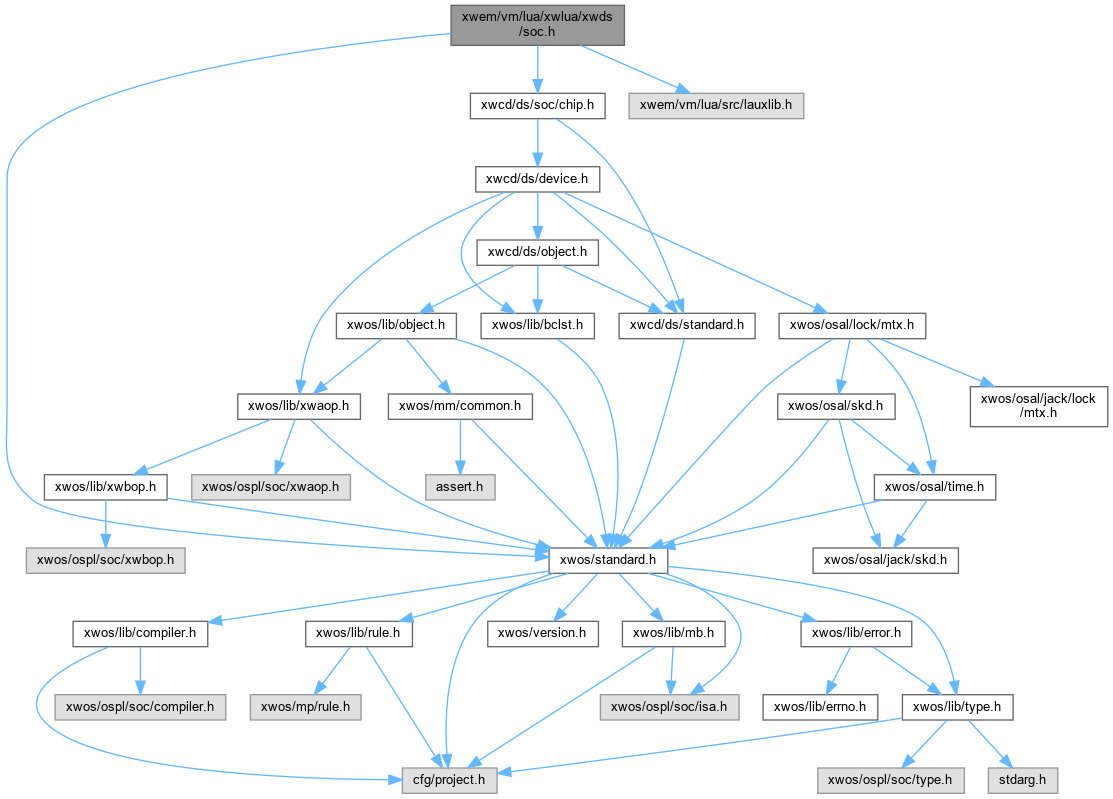 xwem/vm/lua/xwlua/xwds
/soc.h
xwcd/ds/soc/chip.h
xwem/vm/lua/src/lauxlib.h
xwcd/ds/device.h
xwcd/ds/object.h
xwos/lib/object.h
xwos/lib/bclst.h
xwcd/ds/standard.h
xwos/osal/lock/mtx.h
xwos/lib/xwaop.h
xwos/mm/common.h
xwos/osal/skd.h
xwos/osal/jack/lock
/mtx.h
xwos/lib/xwbop.h
xwos/ospl/soc/xwaop.h
assert.h
xwos/osal/time.h
xwos/ospl/soc/xwbop.h
xwos/standard.h
xwos/osal/jack/skd.h
xwos/lib/compiler.h
xwos/lib/rule.h
xwos/version.h
xwos/lib/mb.h
xwos/lib/error.h
xwos/ospl/soc/compiler.h
xwos/mp/rule.h
xwos/ospl/soc/isa.h
xwos/lib/errno.h
xwos/lib/type.h
cfg/project.h
xwos/ospl/soc/type.h
stdarg.h